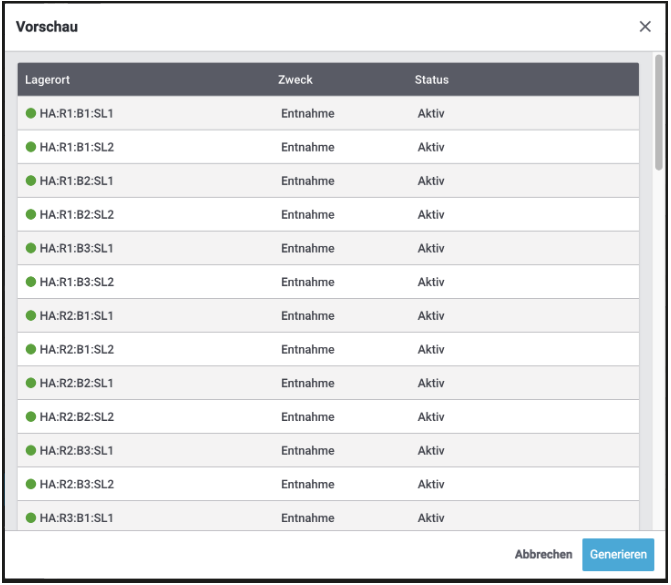 Vorschau
Lagerort Zweck Status
HA:R1:B1:SL1 Entnahme Aktiv
HA:R1:B1:SL2 Entnahme Aktiv
HA:R1:B2:SL1 Entnahme Aktiv
HA:R1:B2:SL2 Entnahme Aktiv
HA:R1:B3:SL1 Entnahme Aktiv
HA:R1:B3:SL2 Entnahme Aktiv
HA:R2:B1:SL1 Entnahme Aktiv
HA:R2:B1:SL2 Entnahme Aktiv
HA:R2:B2:SL1 Entnahme Aktiv
HA:R2:B2:SL2 Entnahme Aktiv
HA:R2:B3:SL1 Entnahme Aktiv
HA:R2:B3:SL2 Entnahme Aktiv
HA:R3:B1:SL1 Entnahme Aktiv
Abbrechen Generieren